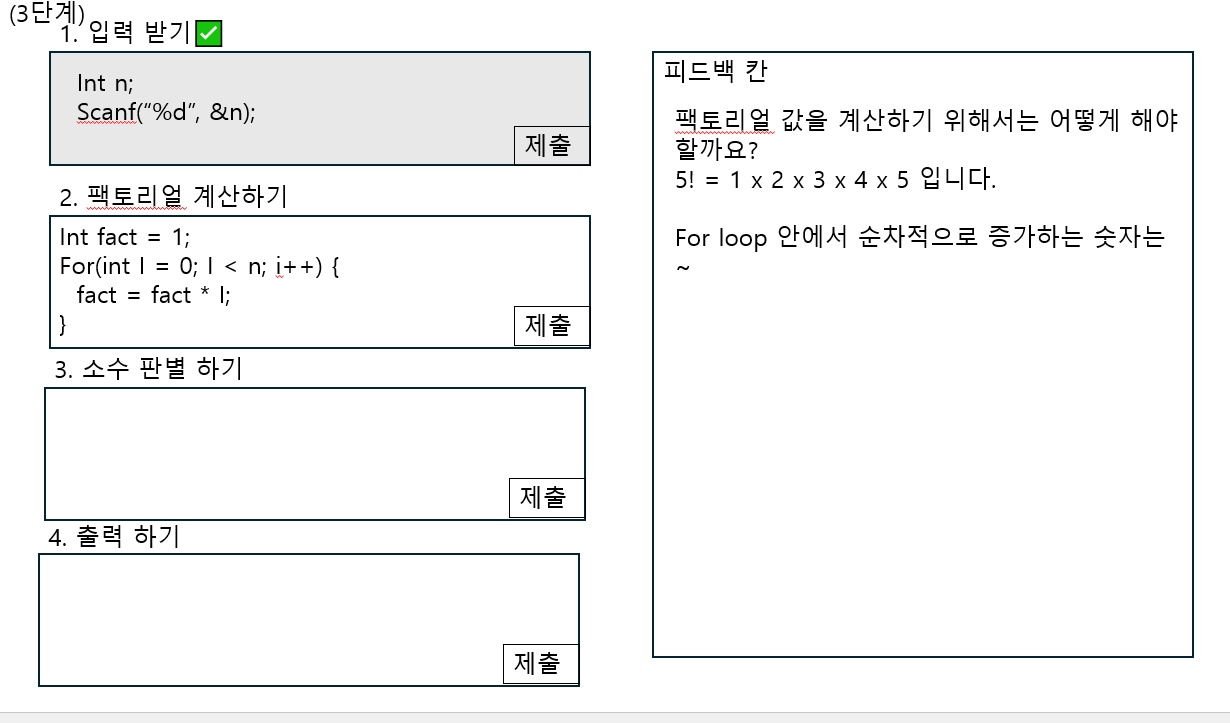 (3단계)
1. 입력 받기✅
Int n;
Scanf(“%d”, &n);
제출
2. 팩토리얼 계산하기
Int fact = 1;
For(int I = 0; I < n; i++) {
fact = fact * I;
}
제출
3. 소수 판별 하기
제출
4. 출력 하기
제출
피드백 칸
팩토리얼 값을 계산하기 위해서는 어떻게 해야
할까요?
5! = 1 x 2 x 3 x 4 x 5 입니다.
For loop 안에서 순차적으로 증가하는 숫자는
~